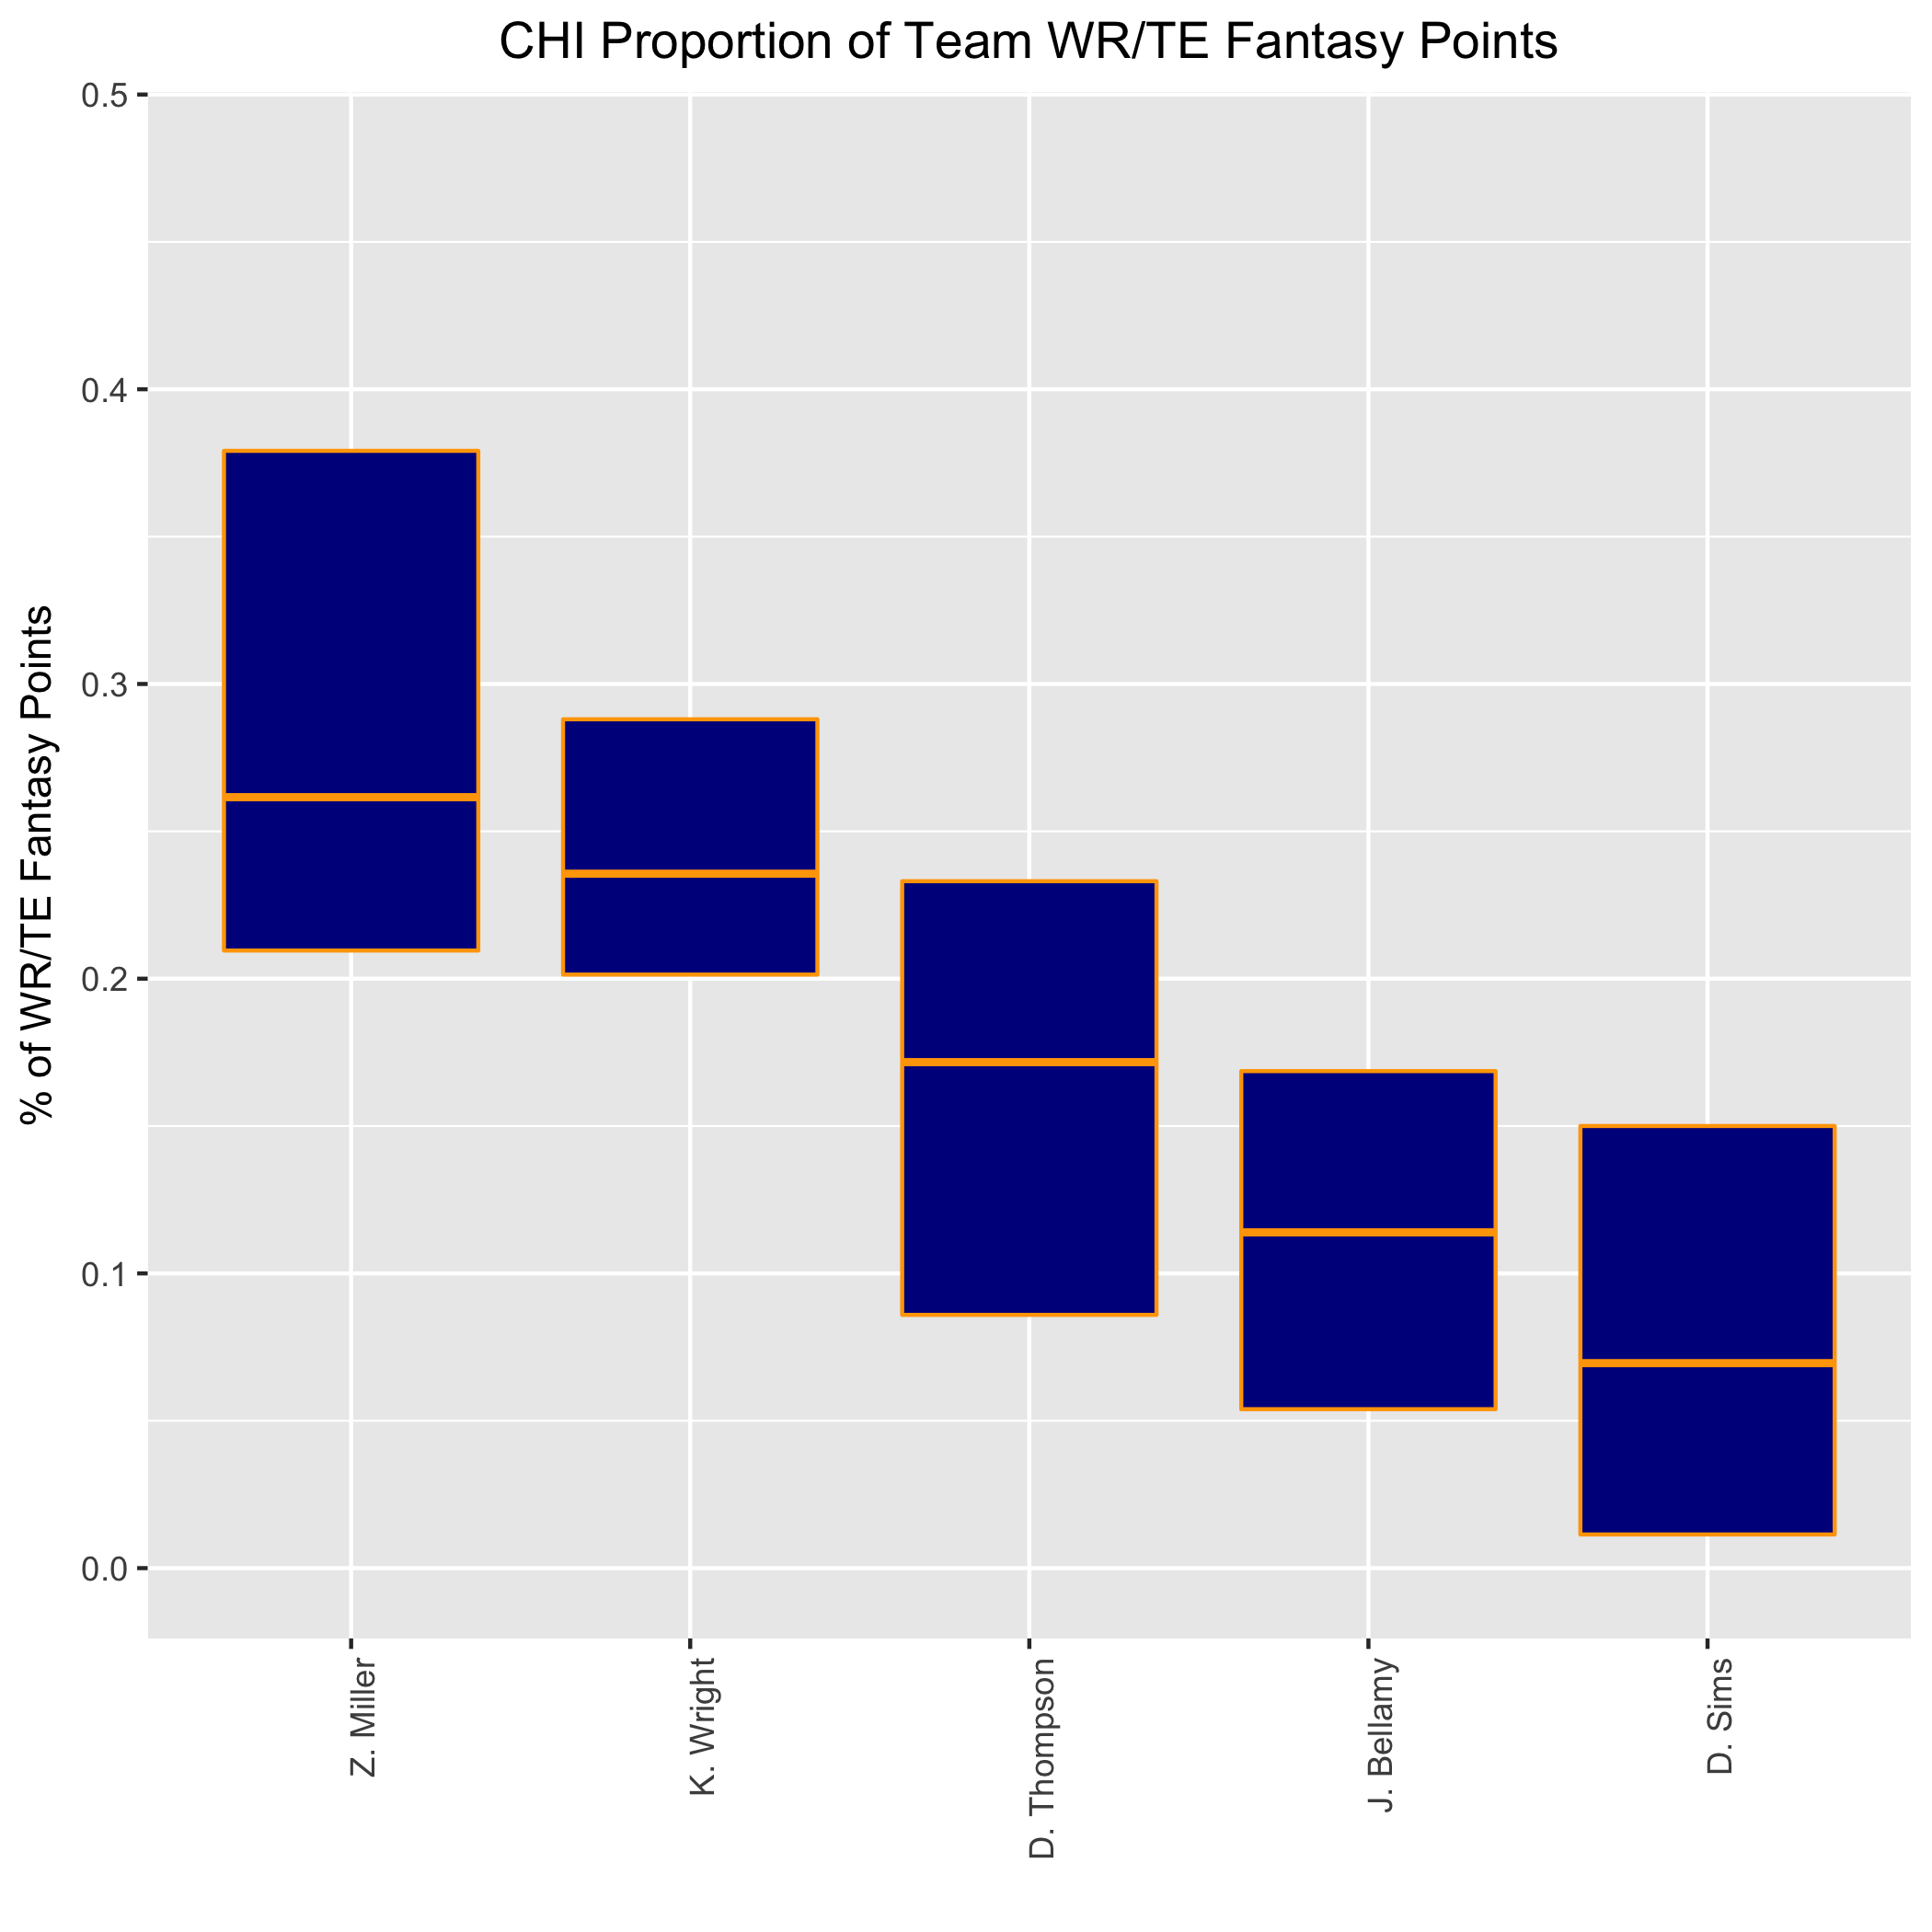 CHI Proportion of Team WR/TE Fantasy Points
% of WR/TE Fantasy Points
0.5
0.4
0.3
0.2
0.1
0.0
Z. Miller
K. Wright
D. Thompson
J. Bellamy
D. Sims